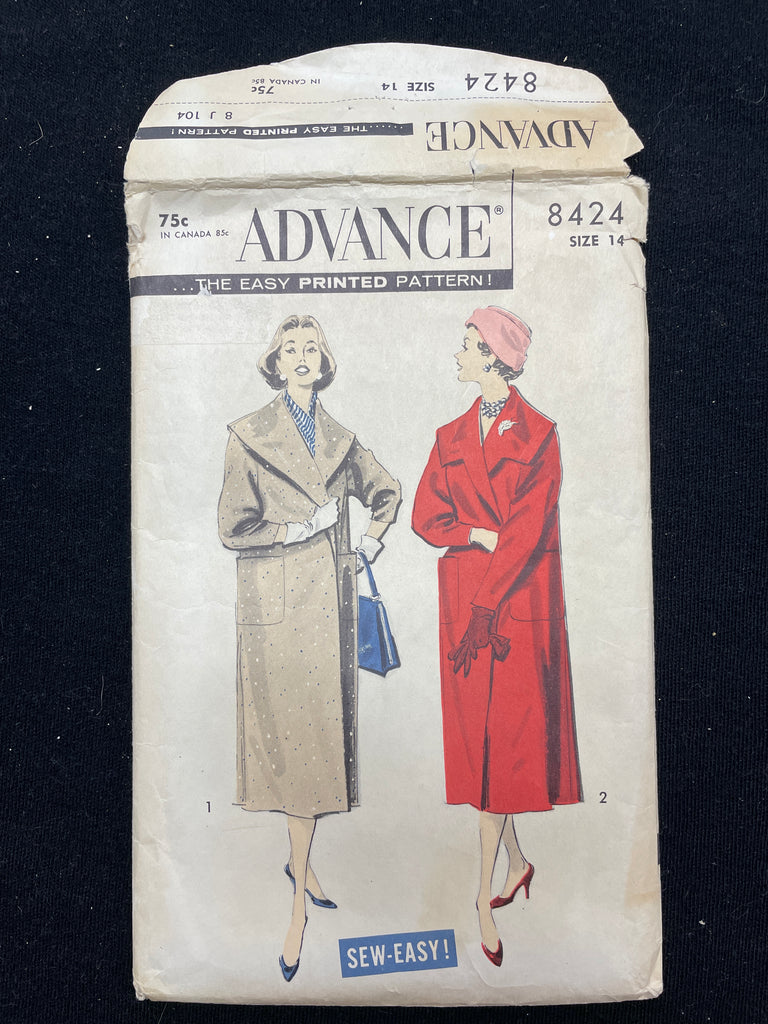 8424
SIZE 14
75c
IN CANADA 85c
ADVANCE
...THE EASY PRINTED PATTERN!
8 J 104
75c
IN CANADA 85c
ADVANCE®
8424
SIZE 14
...THE EASY PRINTED PATTERN!
1
2
SEW-EASY!